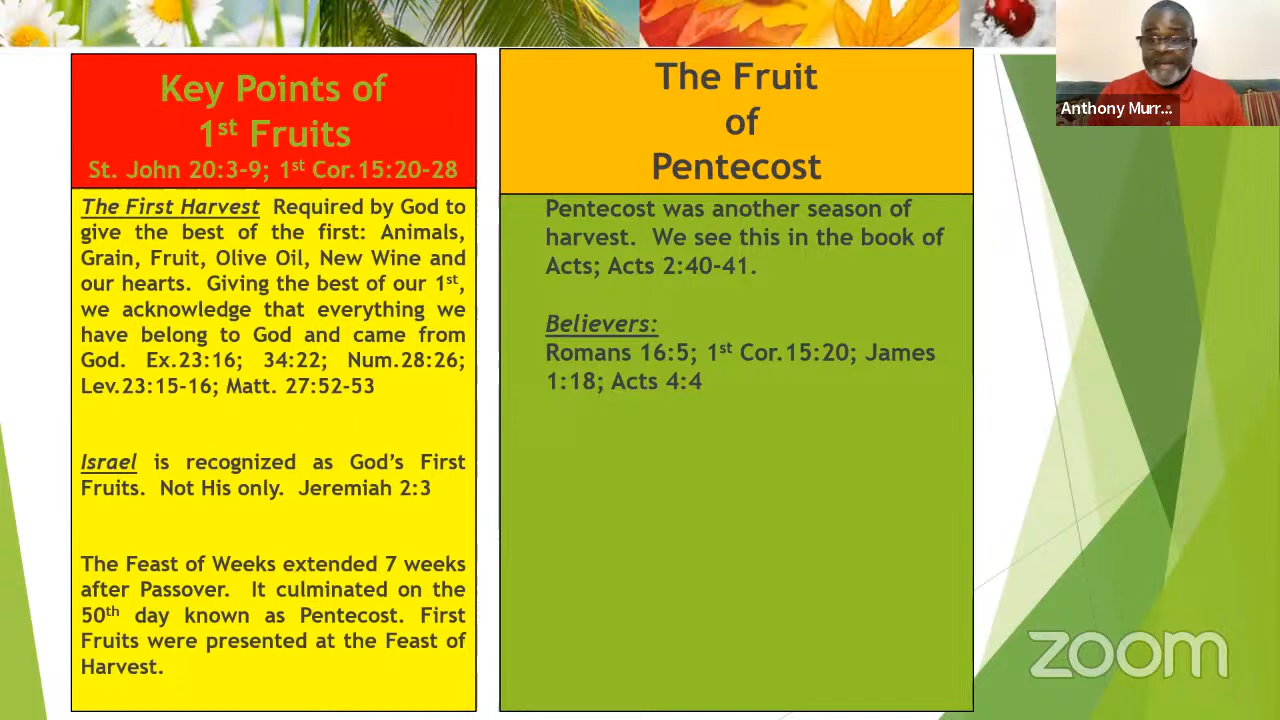 Key Points of
1st Fruits
St. John 20:3-9; 1st Cor.15:20-28
The First Harvest Required by God to
give the best of the first: Animals,
Grain, Fruit, Olive Oil, New Wine and
our hearts. Giving the best of our 1st,
we acknowledge that everything we
have belong to God and came from
God. Ex.23:16; 34:22; Num.28:26;
Lev.23:15-16; Matt. 27:52-53
Israel is recognized as God's First
Fruits. Not His only. Jeremiah 2:3
The Feast of Weeks extended 7 weeks
after Passover. It culminated on the
50th day known as Pentecost. First
Fruits were presented at the Feast of
Harvest.
The Fruit
of
Pentecost
Pentecost was another season of
harvest. We see this in the book of
Acts; Acts 2:40-41.
Believers:
Romans 16:5; 1st Cor.15:20; James
1:18; Acts 4:4
Anthony Murr...
zoom